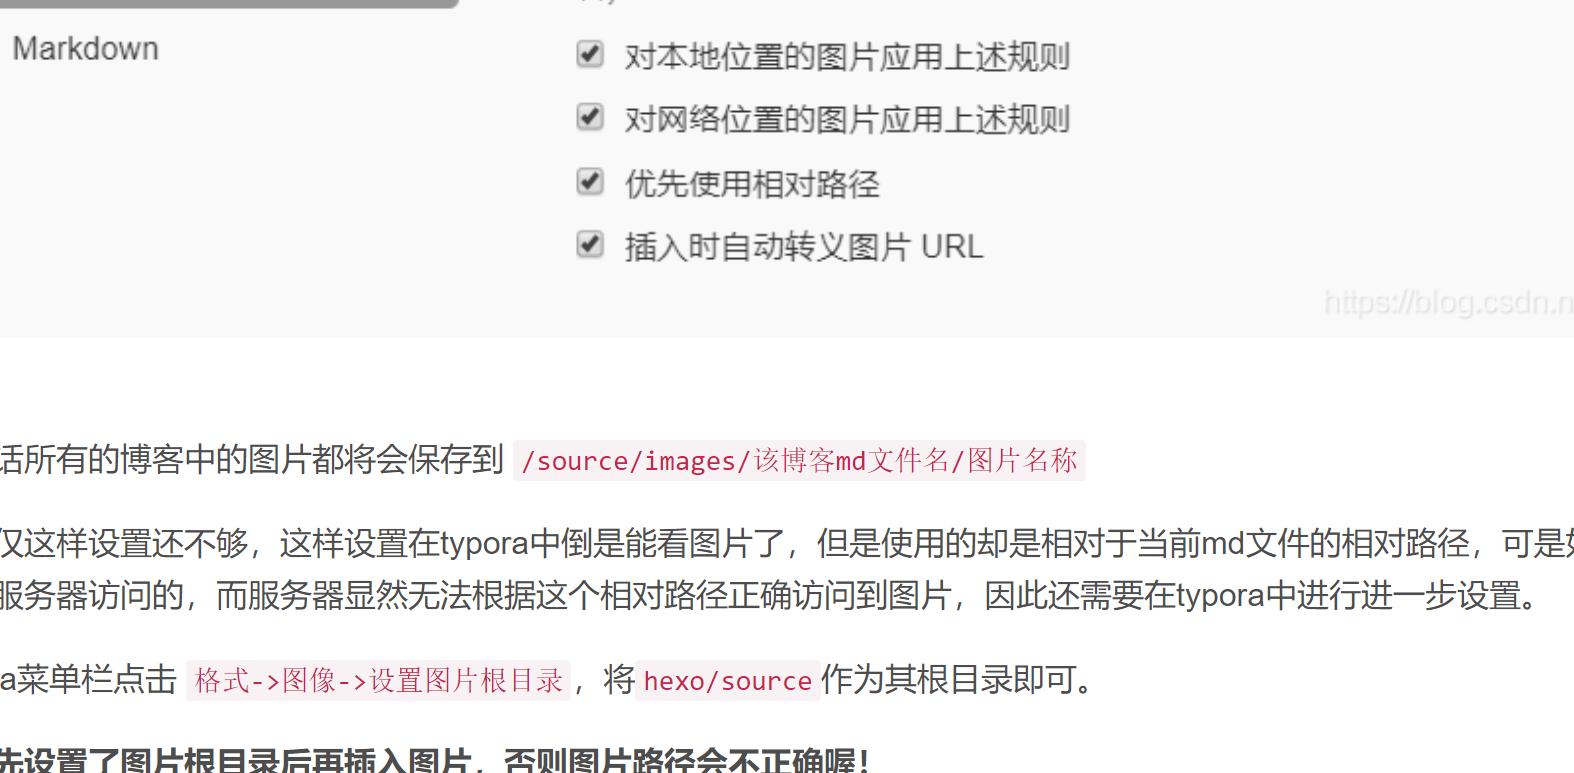 Markdown
对本地位置的图片应用上述规则
对网络位置的图片应用上述规则
优先使用相对路径
插入时自动转义图片 URL
https://blog.csdn.n
话所有的博客中的图片都将会保存到 /source/images/该博客md文件名/图片名称
仅这样设置还不够，这样设置在typora中倒是能看图片了，但是使用的却是相对于当前md文件的相对路径，可是如
服务器访问的，而服务器显然无法根据这个相对路径正确访问到图片，因此还需要在typora中进行进一步设置。
a菜单栏点击 格式->图像->设置图片根目录 ，将 hexo/source 作为其根目录即可。
先设置了图片根目录后再插入图片，否则图片路径会不正确喔！